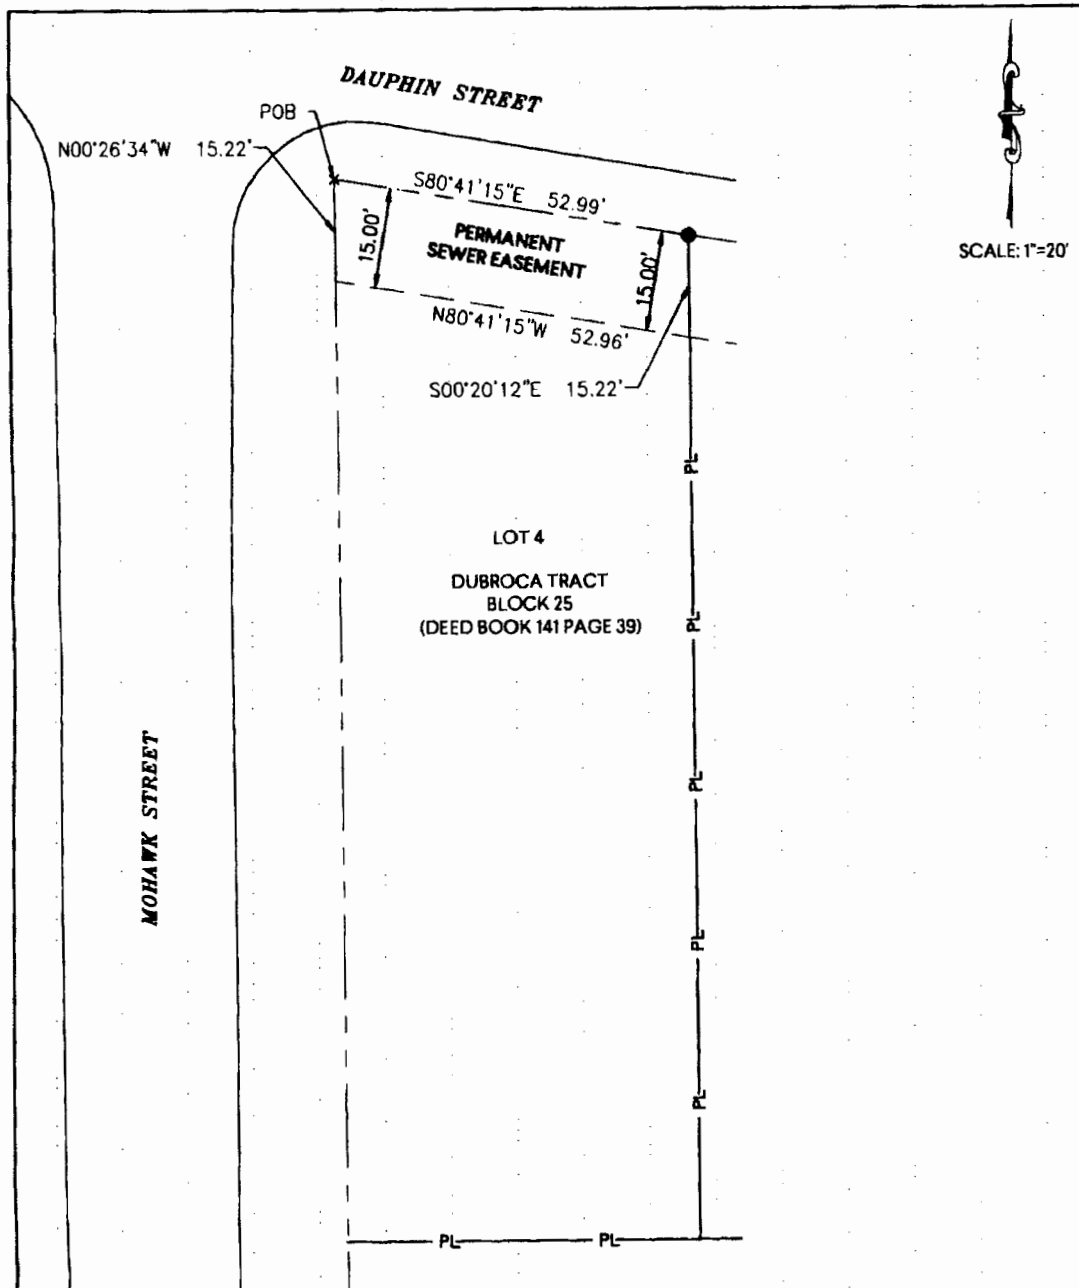 DAUPHIN STREET
POB
N00°26'34"W 15.22'
S80°41'15"E 52.99'
15.00'
PERMANENT
SEWER EASEMENT
15.00'
SCALE: 1"=20'
N80°41'15"W 52.96'
S00°20'12"E 15.22'
PL
LOT 4
DUBROCA TRACT
BLOCK 25
(DEED BOOK 141 PAGE 39)
PL
MOHAWK STREET
PL
PL
PL
PL PL